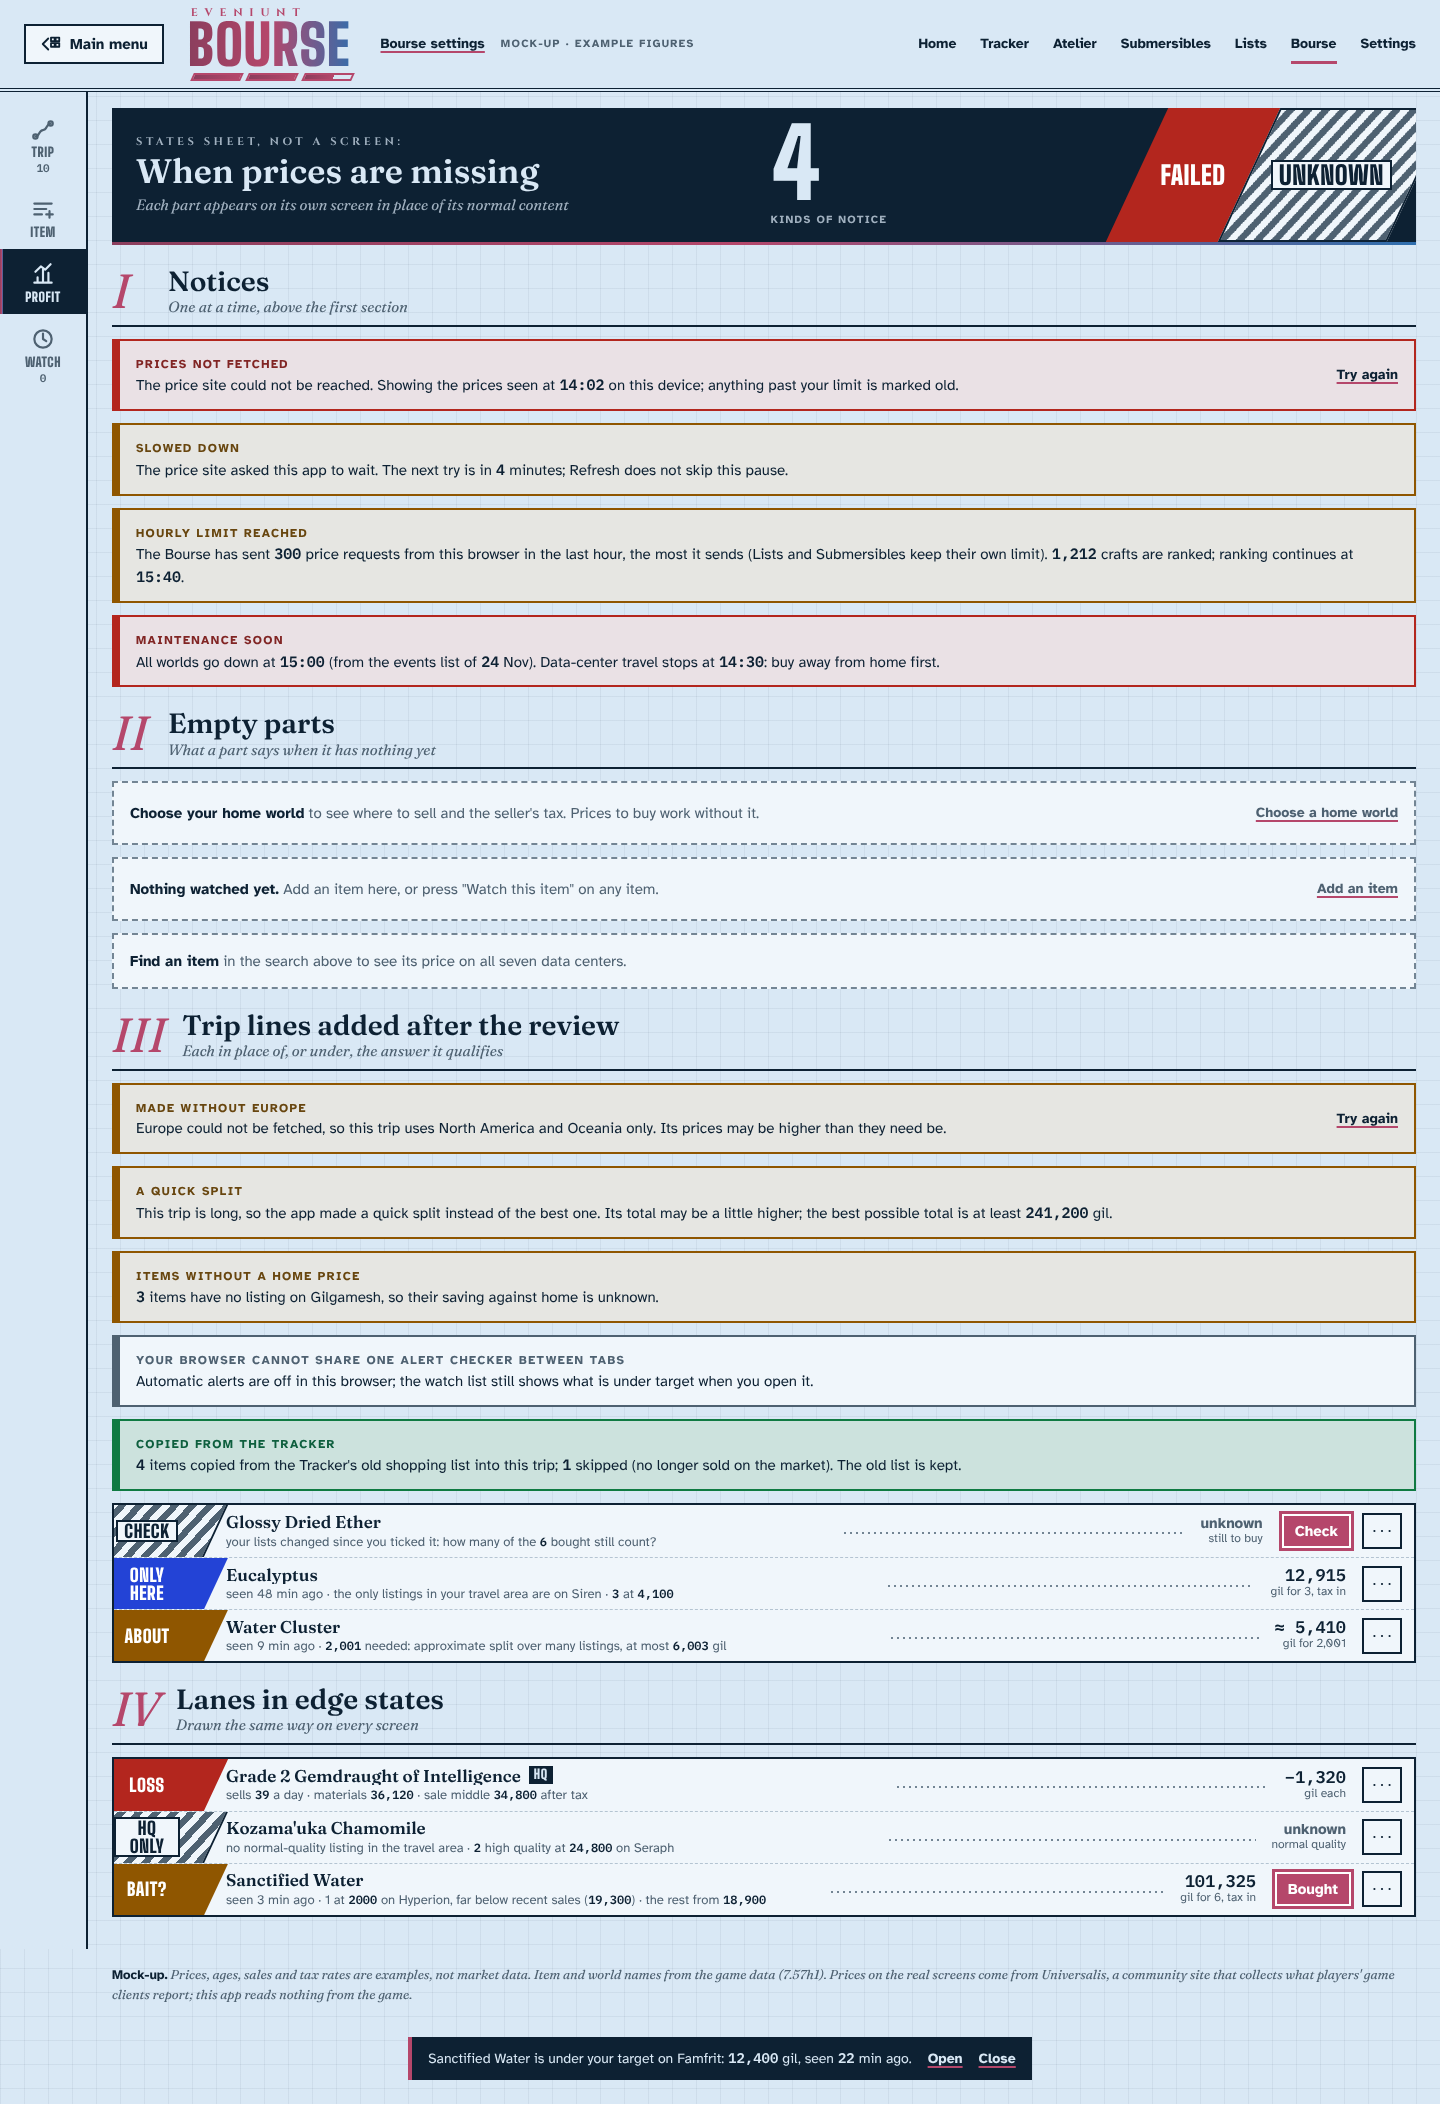 Main menu
EVENIUNT
BOURSE
Bourse settings
MOCK-UP · EXAMPLE FIGURES
Home
Tracker
Atelier
Submersibles
Lists
Bourse
Settings
TRIP
10
ITEM
PROFIT
WATCH
0
STATES SHEET, NOT A SCREEN:
When prices are missing
Each part appears on its own screen in place of its normal content
4
KINDS OF NOTICE
FAILED
UNKNOWN
I
Notices
One at a time, above the first section
PRICES NOT FETCHED
The price site could not be reached. Showing the prices seen at 14:02 on this device; anything past your limit is marked old.
Try again
SLOWED DOWN
The price site asked this app to wait. The next try is in 4 minutes; Refresh does not skip this pause.
HOURLY LIMIT REACHED
The Bourse has sent 300 price requests from this browser in the last hour, the most it sends (Lists and Submersibles keep their own limit). 1,212 crafts are ranked; ranking continues at
15:40.
MAINTENANCE SOON
All worlds go down at 15:00 (from the events list of 24 Nov). Data-center travel stops at 14:30: buy away from home first.
II
Empty parts
What a part says when it has nothing yet
Choose your home world to see where to sell and the seller's tax. Prices to buy work without it.
Choose a home world
Nothing watched yet. Add an item here, or press "Watch this item" on any item.
Add an item
Find an item in the search above to see its price on all seven data centers.
III
Trip lines added after the review
Each in place of, or under, the answer it qualifies
MADE WITHOUT EUROPE
Europe could not be fetched, so this trip uses North America and Oceania only. Its prices may be higher than they need be.
Try again
A QUICK SPLIT
This trip is long, so the app made a quick split instead of the best one. Its total may be a little higher; the best possible total is at least 241,200 gil.
ITEMS WITHOUT A HOME PRICE
3 items have no listing on Gilgamesh, so their saving against home is unknown.
YOUR BROWSER CANNOT SHARE ONE ALERT CHECKER BETWEEN TABS
Automatic alerts are off in this browser; the watch list still shows what is under target when you open it.
COPIED FROM THE TRACKER
4 items copied from the Tracker's old shopping list into this trip; 1 skipped (no longer sold on the market). The old list is kept.
CHECK
Glossy Dried Ether
your lists changed since you ticked it: how many of the 6 bought still count?
unknown
still to buy
Check
...
ONLY
HERE
Eucalyptus
seen 48 min ago · the only listings in your travel area are on Siren · 3 at 4,100
12,915
gil for 3, tax in
...
ABOUT
Water Cluster
seen 9 min ago · 2,001 needed: approximate split over many listings, at most 6,003 gil
≈ 5,410
gil for 2,001
...
IV
Lanes in edge states
Drawn the same way on every screen
LOSS
Grade 2 Gemdraught of Intelligence HQ
sells 39 a day · materials 36,120 · sale middle 34,800 after tax
−1,320
gil each
...
HQ
ONLY
Kozama'uka Chamomile
no normal-quality listing in the travel area · 2 high quality at 24,800 on Seraph
unknown
normal quality
...
BAIT?
Sanctified Water
seen 3 min ago · 1 at 2000 on Hyperion, far below recent sales (19,300) · the rest from 18,900
101,325
gil for 6, tax in
Bought
...
Mock-up. Prices, ages, sales and tax rates are examples, not market data. Item and world names from the game data (7.57h1). Prices on the real screens come from Universalis, a community site that collects what players' game
clients report; this app reads nothing from the game.
Sanctified Water is under your target on Famfrit: 12,400 gil, seen 22 min ago.
Open
Close